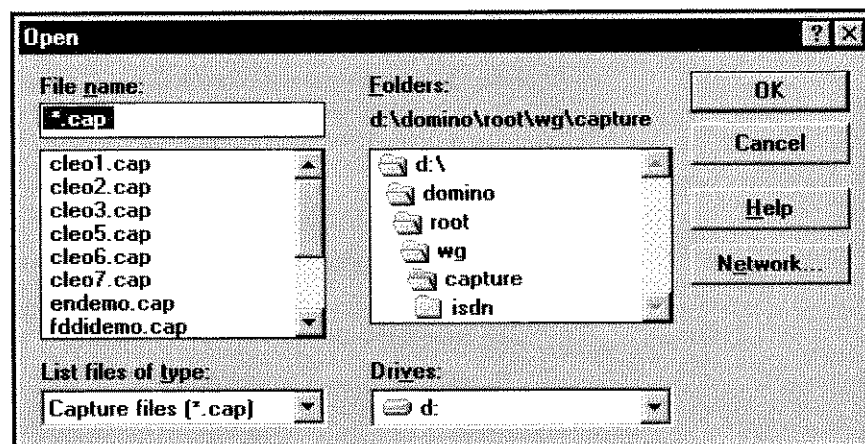 Open
File name:
*.cap
cleo1.cap
cleo2.cap
cleo3.cap
cleo5.cap
cleo6.cap
cleo7.cap
endemo.cap
fddidemo.cap
List files of type:
Capture files (*.cap)
Folders:
d:\domino\root\wg\capture
d:\
domino
root
wg
capture
isdn
Drives:
d:
OK
Cancel
Help
Network...